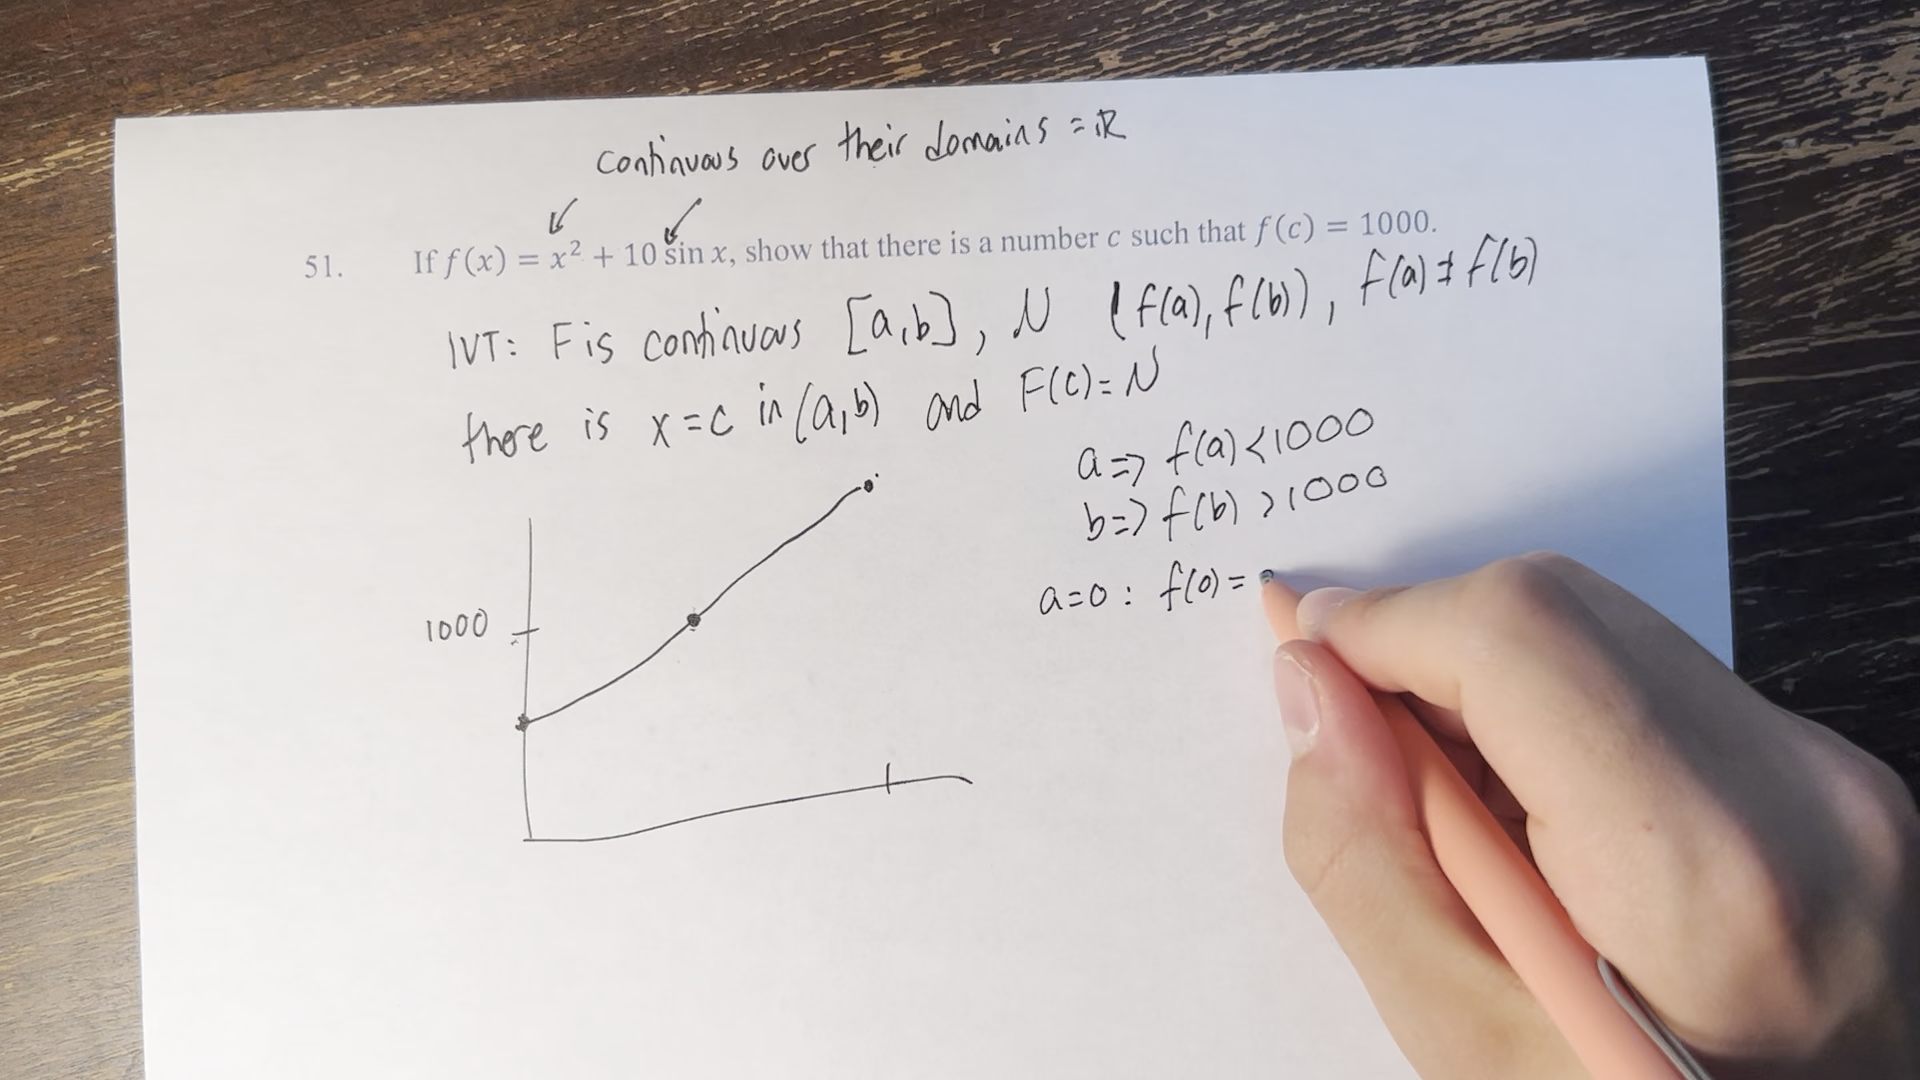 continuous over their domains = ℝ
51. If f(x) = x² + 10 sin x, show that there is a number c such that f(c) = 1000.
IVT: F is continuous [a,b], N (f(a), f(b)), f(a) ≠ f(b)
there is x=c in (a,b) and F(c)=N
a => f(a) < 1000
b => f(b) > 1000
a=0 : f(0) =
1000